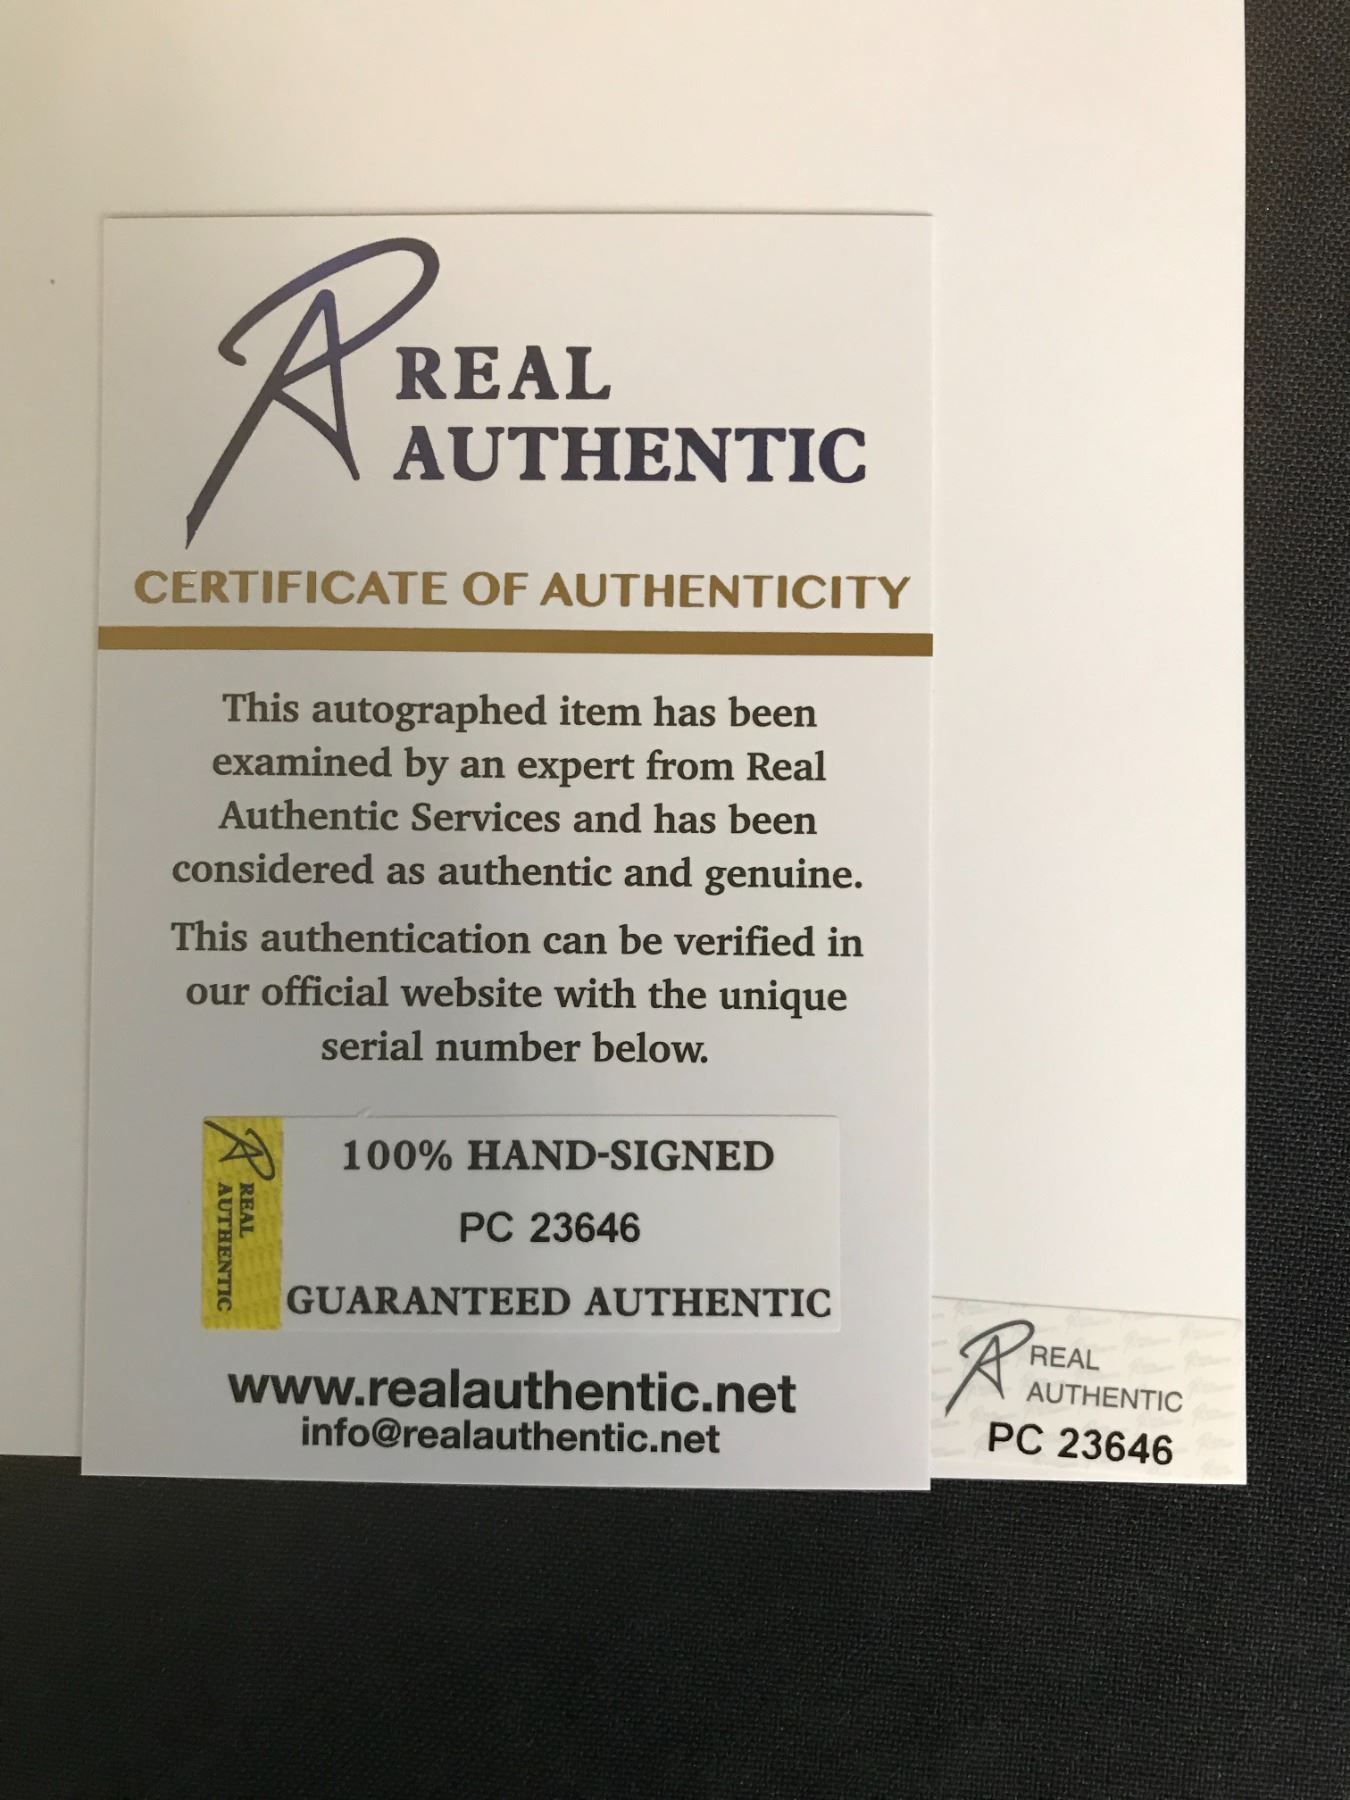 REAL
AUTHENTIC
CERTIFICATE OF AUTHENTICITY
This autographed item has been
examined by an expert from Real
Authentic Services and has been
considered as authentic and genuine.
This authentication can be verified in
our official website with the unique
serial number below.
REAL
AUTHENTIC
100% HAND-SIGNED
PC 23646
GUARANTEED AUTHENTIC
www.realauthentic.net
info@realauthentic.net
REAL
AUTHENTIC
PC 23646